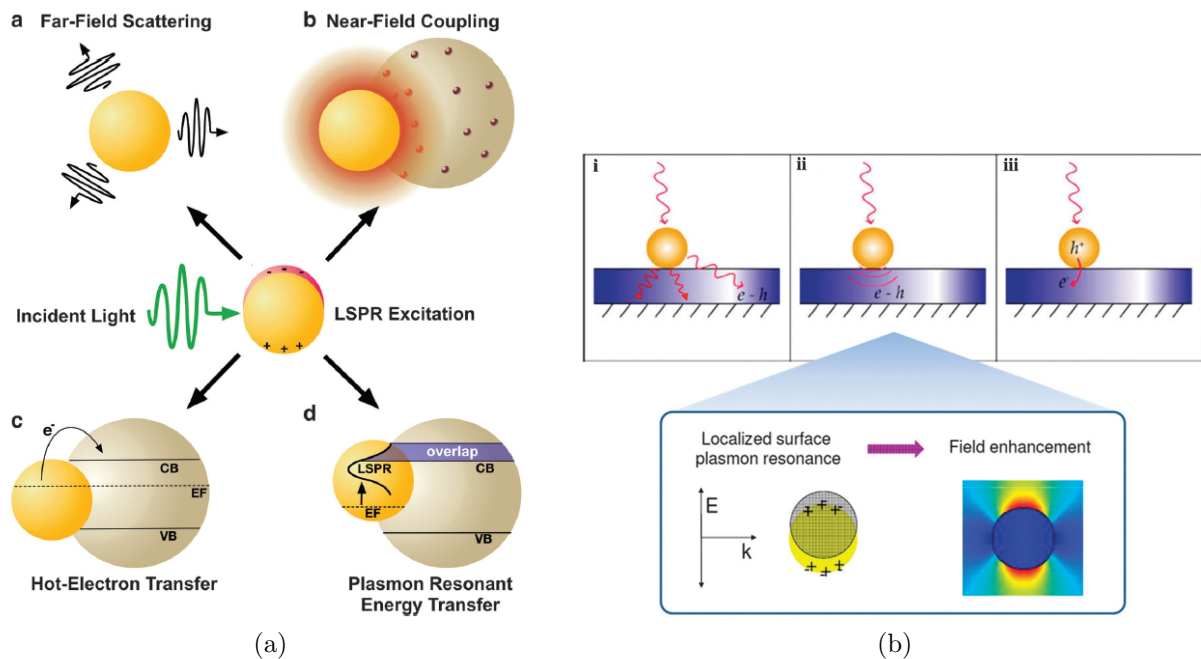 a Far-Field Scattering
b Near-Field Coupling
Incident Light
- - -
+ + +
LSPR Excitation
c
e-
CB
EF
VB
Hot-Electron Transfer
d
overlap
LSPR
CB
EF
VB
Plasmon Resonant
Energy Transfer
(a)
i
e - h
ii
e - h
iii
h+
e-
Localized surface
plasmon resonance
Field enhancement
E
k
(b)